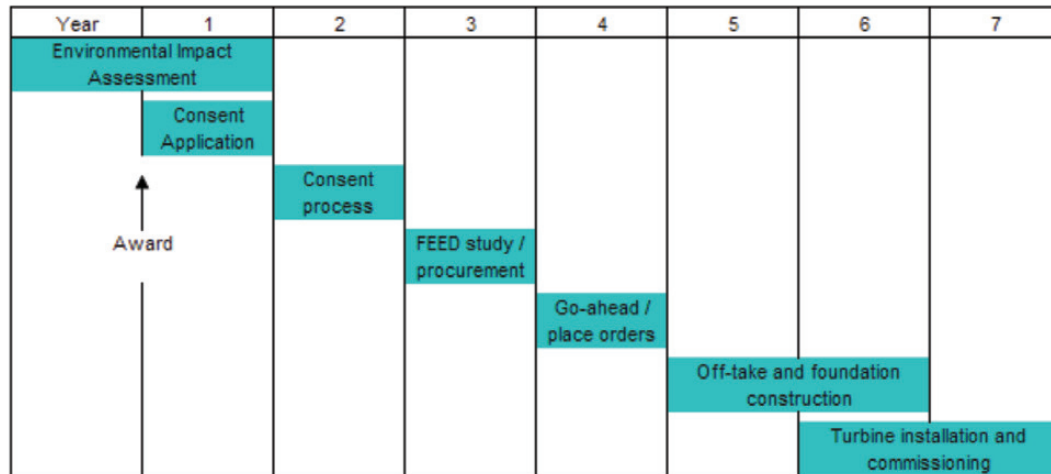 Year 1 2 3 4 5 6 7
Environmental Impact
Assessment
Consent
Application
Consent
process
Award
FEED study /
procurement
Go-ahead /
place orders
Off-take and foundation
construction
Turbine installation and
commissioning